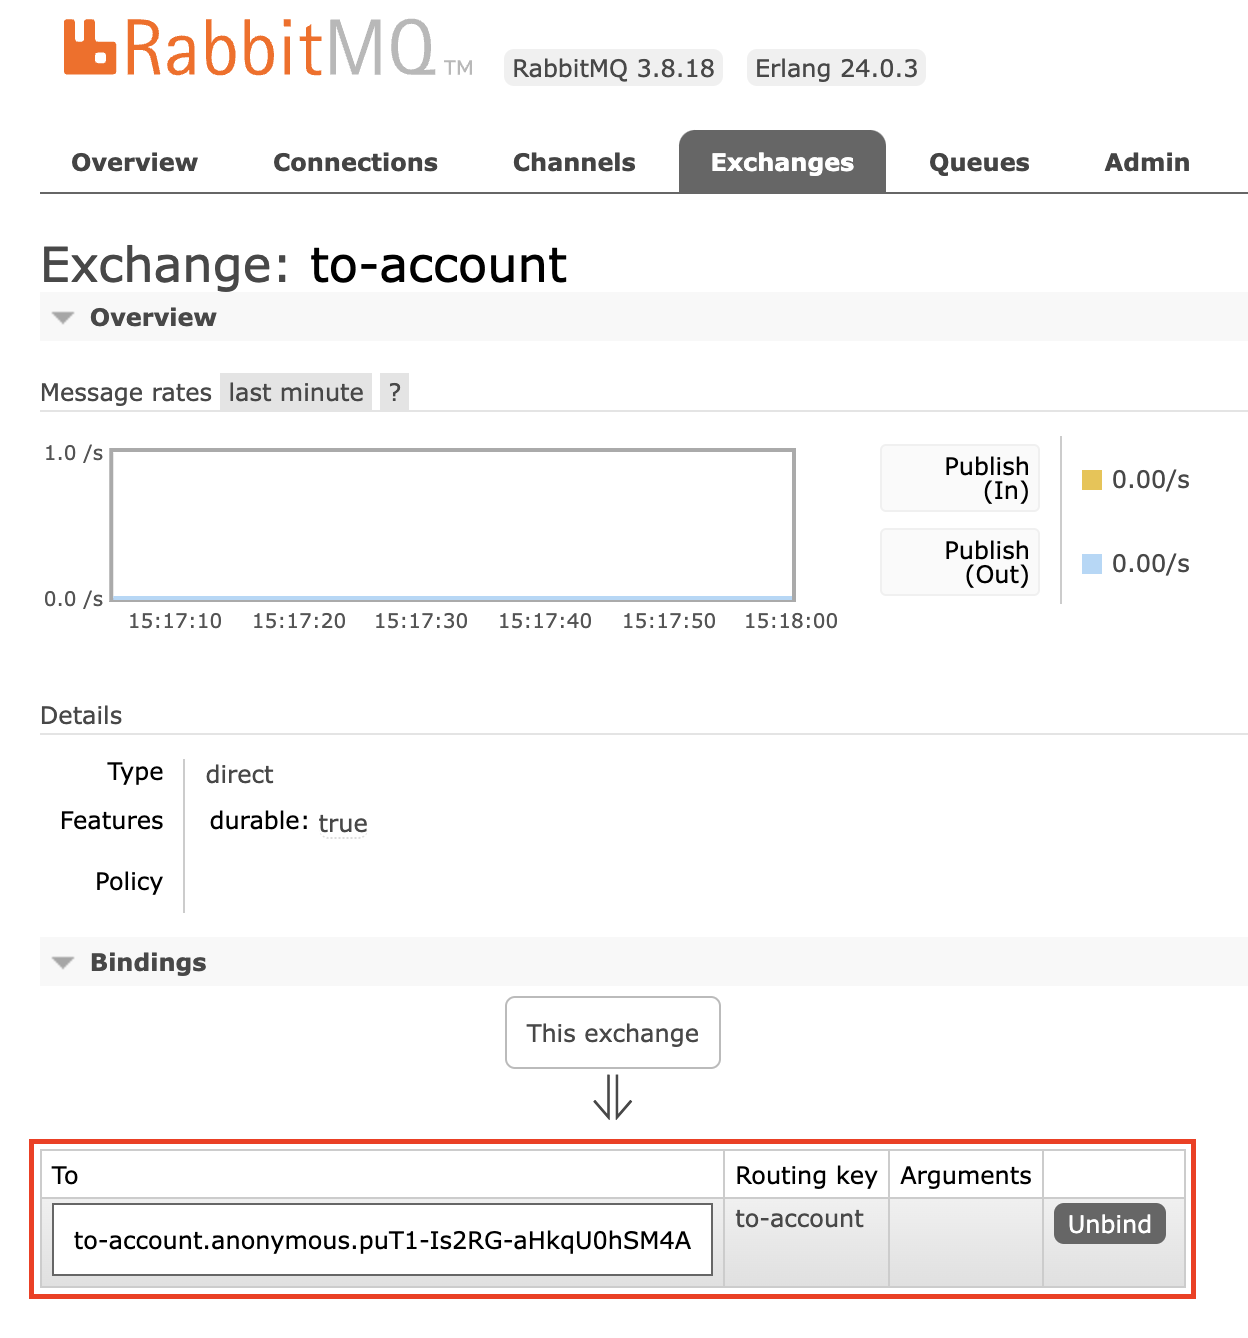 RabbitMQ TM RabbitMQ 3.8.18 Erlang 24.0.3
Overview Connections Channels Exchanges Queues Admin
Exchange: to-account
Overview
Message rates last minute ?
1.0 /s
0.0 /s
15:17:10 15:17:20 15:17:30 15:17:40 15:17:50 15:18:00
Publish
(In)
0.00/s
Publish
(Out)
0.00/s
Details
Type direct
Features durable: true
Policy
Bindings
This exchange
⇓
To Routing key Arguments
to-account.anonymous.puT1-Is2RG-aHkqU0hSM4A to-account Unbind